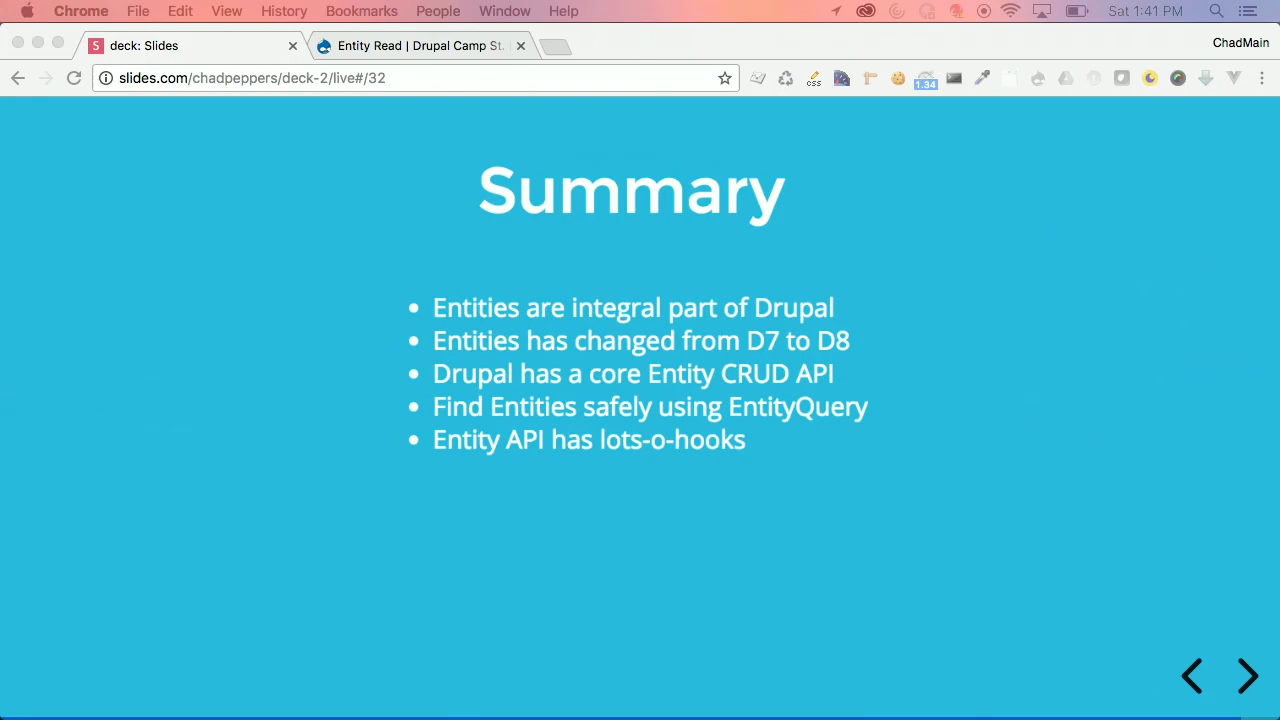 Chrome File Edit View History Bookmarks People Window Help Sat 1:41 PM
S deck: Slides Entity Read | Drupal Camp St. ChadMain
slides.com/chadpeppers/deck-2/live#/32 css 1.34
Summary
• Entities are integral part of Drupal
• Entities has changed from D7 to D8
• Drupal has a core Entity CRUD API
• Find Entities safely using EntityQuery
• Entity API has lots-o-hooks